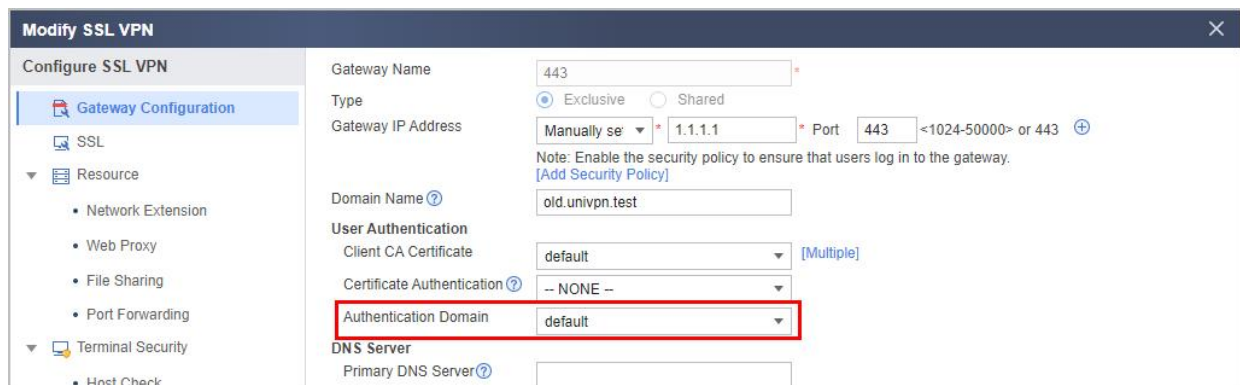 Modify SSL VPN
Configure SSL VPN
Gateway Configuration
SSL
Resource
• Network Extension
• Web Proxy
• File Sharing
• Port Forwarding
Terminal Security
• Host Check
Gateway Name 443 *
Type Exclusive Shared
Gateway IP Address Manually se * 1.1.1.1 * Port 443 <1024-50000> or 443
Note: Enable the security policy to ensure that users log in to the gateway.
[Add Security Policy]
Domain Name old.univpn.test
User Authentication
Client CA Certificate default [Multiple]
Certificate Authentication -- NONE --
Authentication Domain default
DNS Server
Primary DNS Server